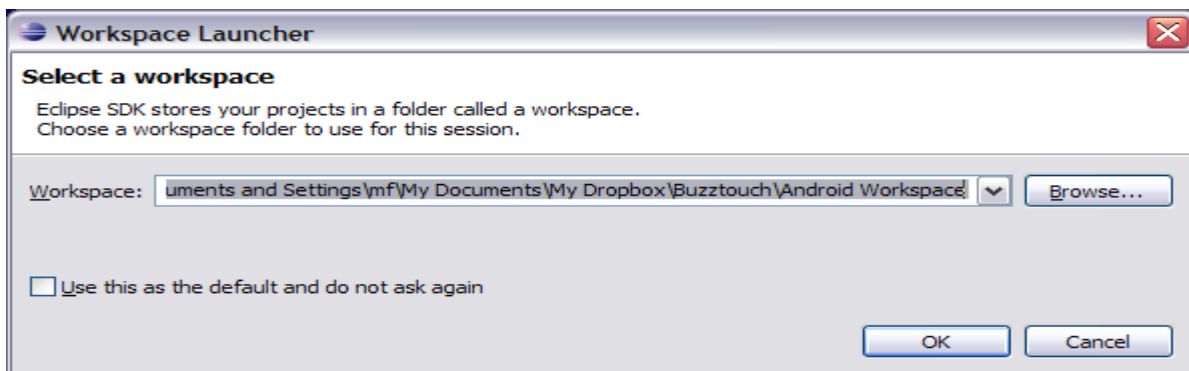 Workspace Launcher
Select a workspace
Eclipse SDK stores your projects in a folder called a workspace.
Choose a workspace folder to use for this session.
Workspace: uments and Settings\mf\My Documents\My Dropbox\Buzztouch\Android Workspace Browse...
Use this as the default and do not ask again
OK Cancel